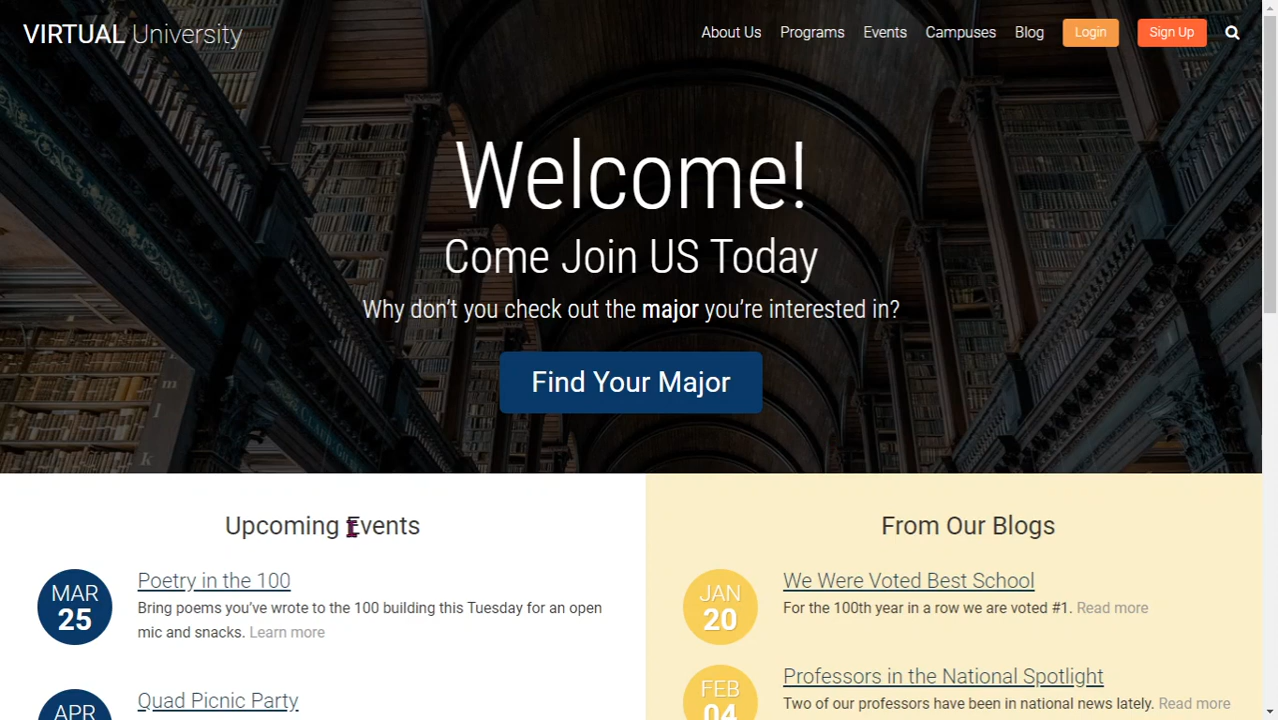 VIRTUAL University
About Us Programs Events Campuses Blog Login Sign Up
Welcome!
Come Join US Today
Why don't you check out the major you're interested in?
Find Your Major
Upcoming Events
MAR
25
Poetry in the 100
Bring poems you've wrote to the 100 building this Tuesday for an open
mic and snacks. Learn more
APR
Quad Picnic Party
From Our Blogs
JAN
20
We Were Voted Best School
For the 100th year in a row we are voted #1. Read more
FEB
04
Professors in the National Spotlight
Two of our professors have been in national news lately. Read more
m
l
k